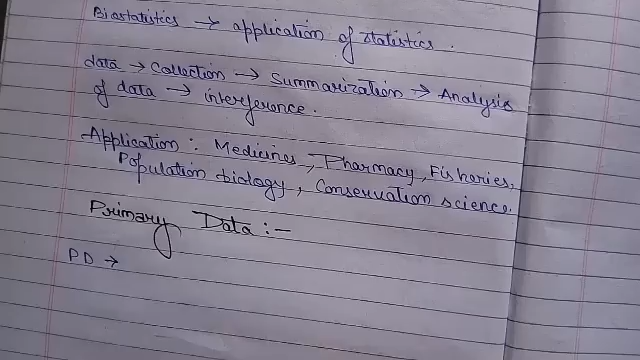 Biostatistics → application of statistics.
data → Collection → Summarization → Analysis
of data → interference.
Application : Medicines, Pharmacy, Fisheries,
Population biology, Conservation science.
Primary Data :-
PD →